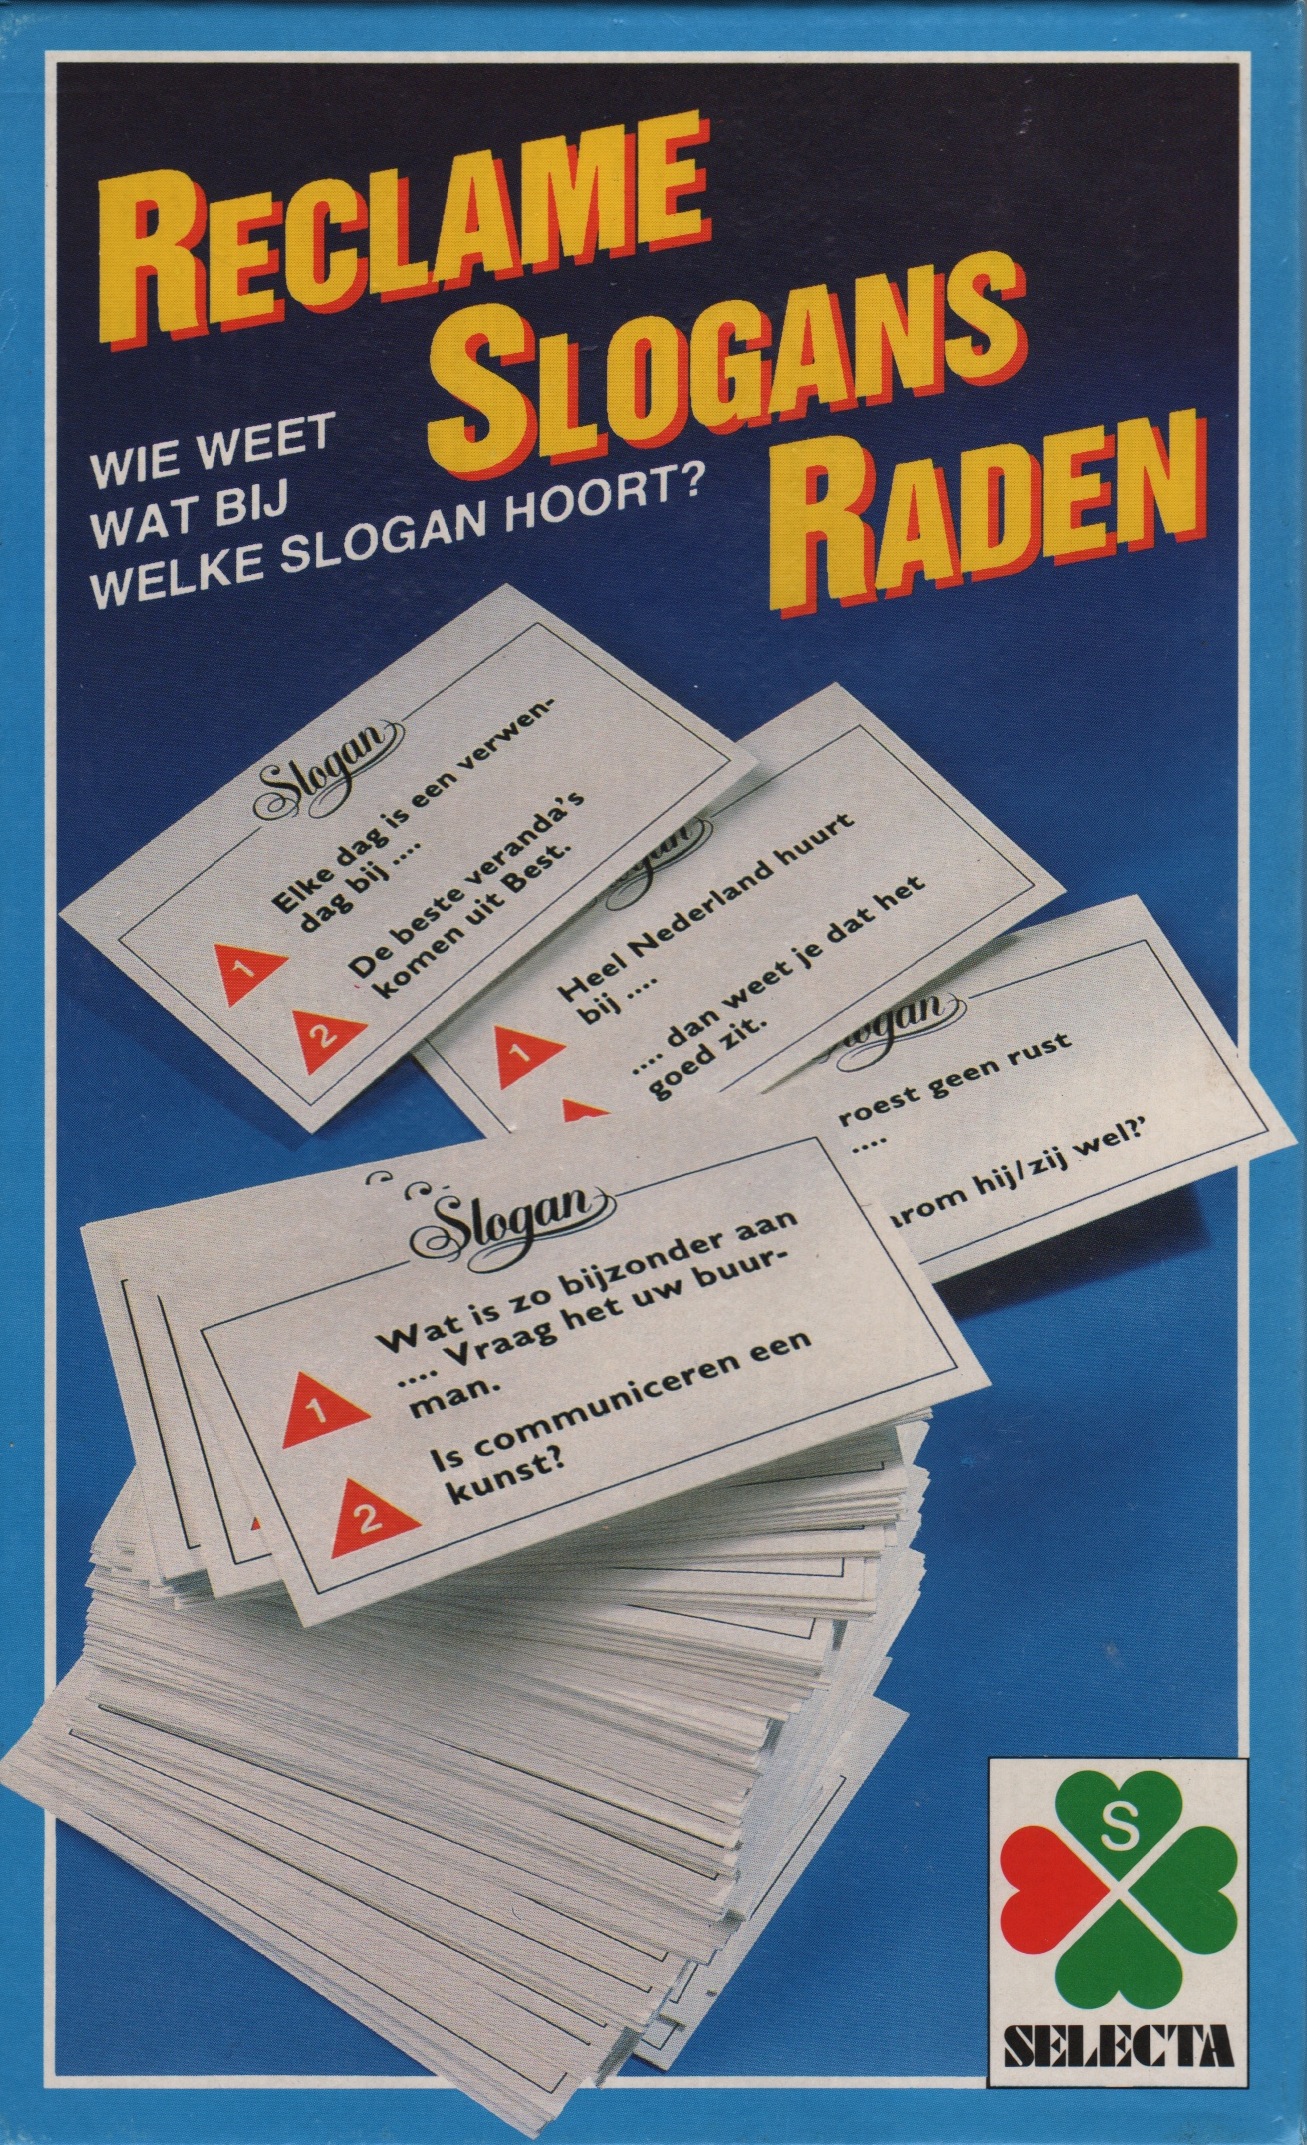 RECLAME
SLOGANS
RADEN
WIE WEET
WAT BIJ
WELKE SLOGAN HOORT?
Slogan
1 Elke dag is een verwen-
dag bij ....
2 De beste veranda's
komen uit Best.
1 Heel Nederland huurt
bij ....
.... dan weet je dat het
goed zit.
roest geen rust
....
hij/zij wel?'
Slogan
1 Wat is zo bijzonder aan
.... Vraag het uw buur-
man.
2 Is communiceren een
kunst?
S
SELECTA